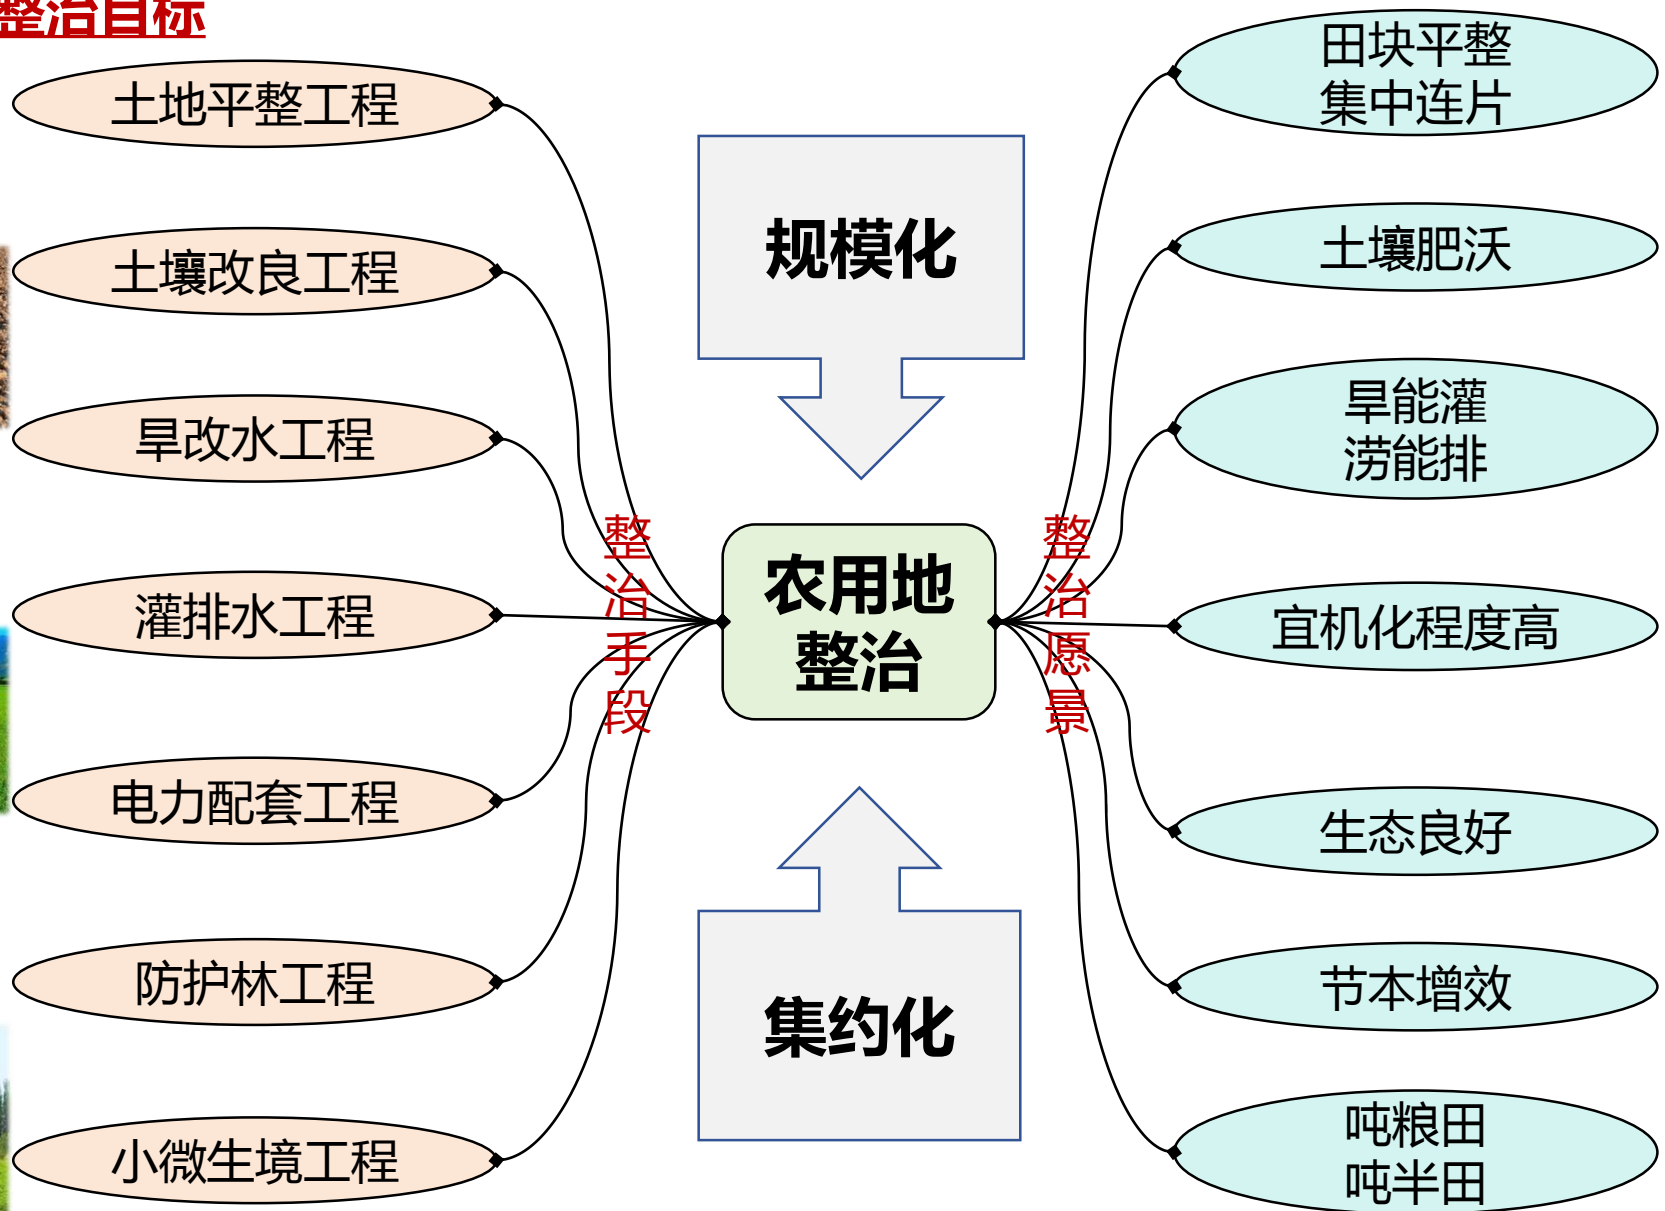 整治目标
土地平整工程
土壤改良工程
旱改水工程
灌排水工程
电力配套工程
防护林工程
小微生境工程
整
治
手
段
规模化
农用地
整治
集约化
整
治
愿
景
田块平整
集中连片
土壤肥沃
旱能灌
涝能排
宜机化程度高
生态良好
节本增效
吨粮田
吨半田